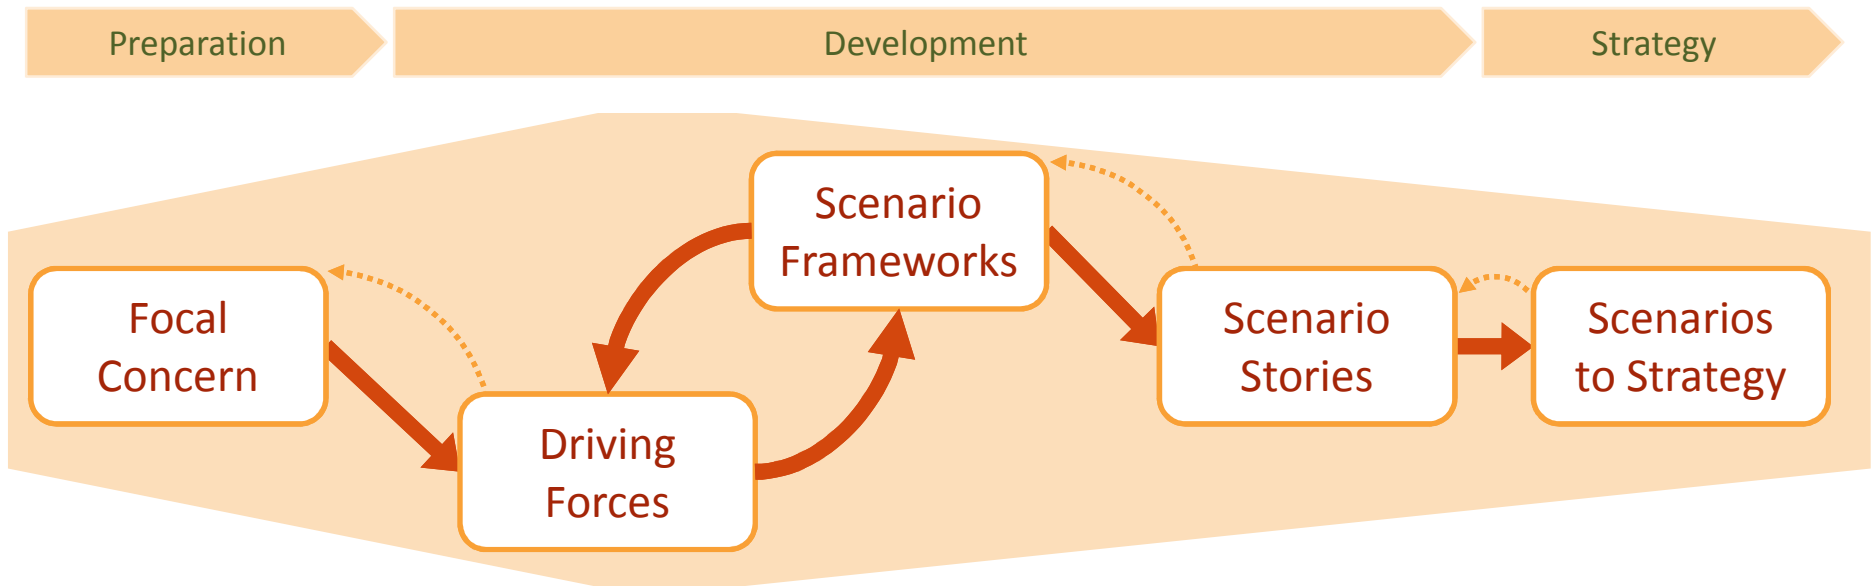 Preparation
Development
Strategy
Scenario
Frameworks
Focal
Concern
Scenario
Stories
Scenarios
to Strategy
Driving
Forces